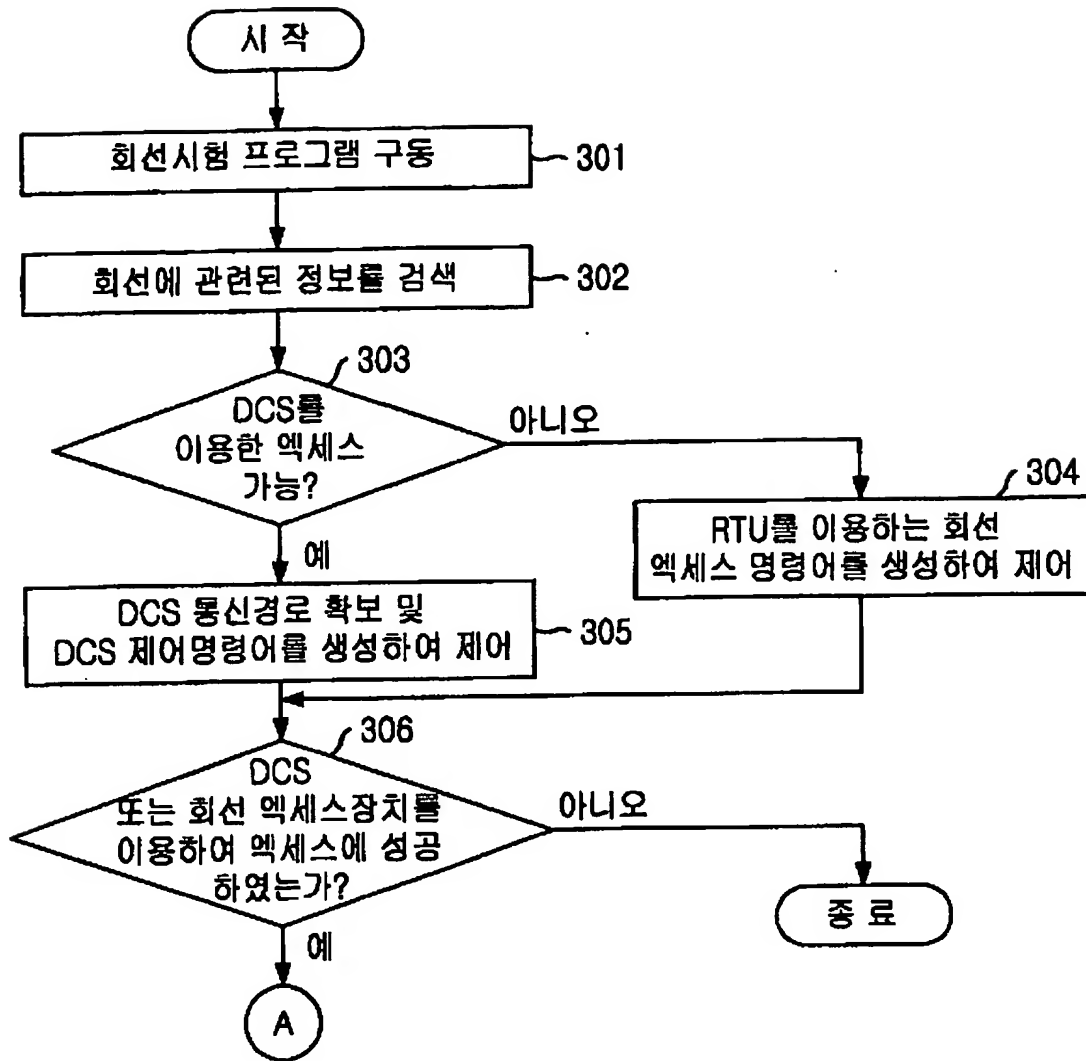 시 작
회선시험 프로그램 구동
301
회선에 관련된 정보를 검색
302
303
DCS를
이용한 엑세스
가능?
아니오
예
304
RTU를 이용하는 회선
엑세스 명령어를 생성하여 제어
DCS 통신경로 확보 및
DCS 제어명령어를 생성하여 제어
305
306
DCS
또는 회선 엑세스장치를
이용하여 엑세스에 성공
하였는가?
아니오
종 료
예
A